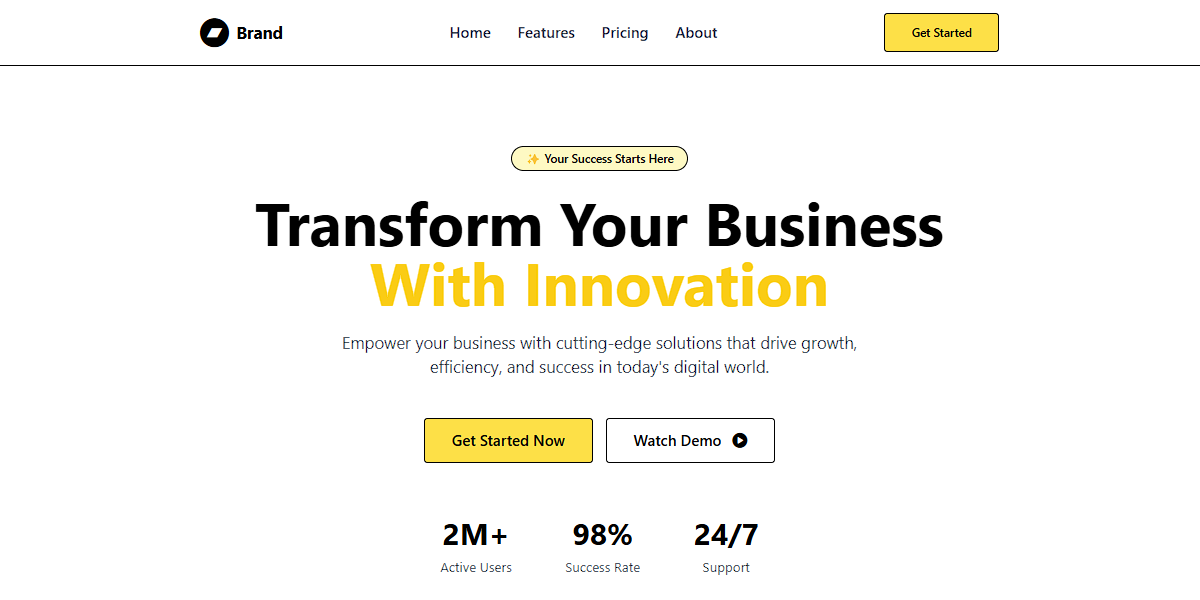 Brand
Home Features Pricing About
Get Started
✨ Your Success Starts Here
Transform Your Business
With Innovation
Empower your business with cutting-edge solutions that drive growth,
efficiency, and success in today's digital world.
Get Started Now
Watch Demo
2M+ 98% 24/7
Active Users Success Rate Support